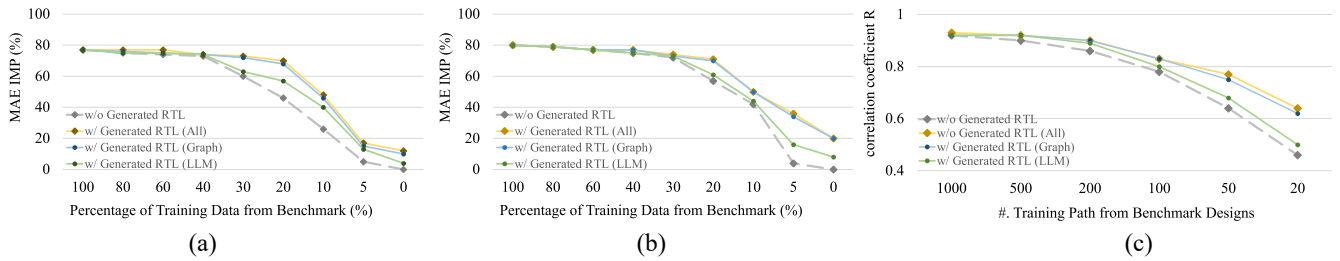 100
80
60
40
20
0
MAE IMP (%)
w/o Generated RTL
w/ Generated RTL (All)
w/ Generated RTL (Graph)
w/ Generated RTL (LLM)
100 80 60 40 30 20 10 5 0
Percentage of Training Data from Benchmark (%)
(a)
100
80
60
40
20
0
MAE IMP (%)
w/o Generated RTL
w/ Generated RTL (All)
w/ Generated RTL (Graph)
w/ Generated RTL (LLM)
100 80 60 40 30 20 10 5 0
Percentage of Training Data from Benchmark (%)
(b)
1
0.8
0.6
0.4
correlation coefficient R
w/o Generated RTL
w/o Generated RTL (All)
w/ Generated RTL (Graph)
w/ Generated RTL (LLM)
1000 500 200 100 50 20
#. Training Path from Benchmark Designs
(c)